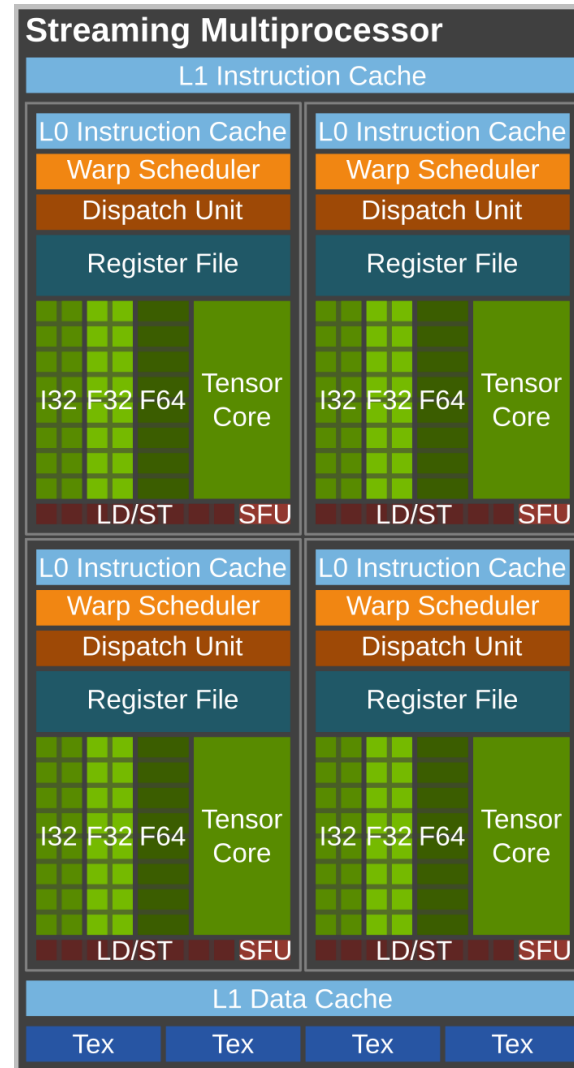 Streaming Multiprocessor
L1 Instruction Cache
L0 Instruction Cache
Warp Scheduler
Dispatch Unit
Register File
I32 F32 F64 Tensor Core
LD/ST SFU
L0 Instruction Cache
Warp Scheduler
Dispatch Unit
Register File
I32 F32 F64 Tensor Core
LD/ST SFU
L0 Instruction Cache
Warp Scheduler
Dispatch Unit
Register File
I32 F32 F64 Tensor Core
LD/ST SFU
L0 Instruction Cache
Warp Scheduler
Dispatch Unit
Register File
I32 F32 F64 Tensor Core
LD/ST SFU
L1 Data Cache
Tex Tex Tex Tex